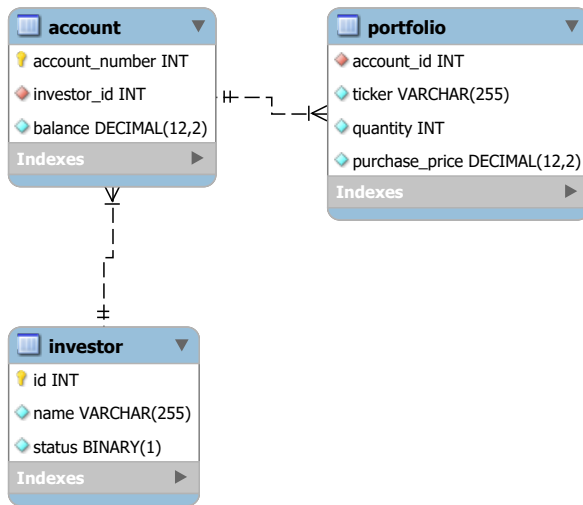 account
account_number INT
investor_id INT
balance DECIMAL(12,2)
Indexes
portfolio
account_id INT
ticker VARCHAR(255)
quantity INT
purchase_price DECIMAL(12,2)
Indexes
investor
id INT
name VARCHAR(255)
status BINARY(1)
Indexes